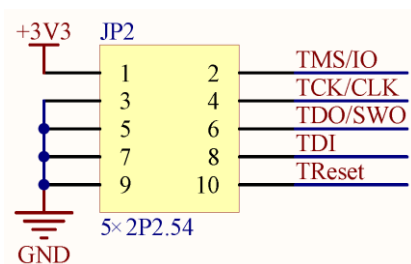 +3V3 JP2
1 2 TMS/IO
3 4 TCK/CLK
5 6 TDO/SWO
7 8 TDI
9 10 TReset
5×2P2.54
GND